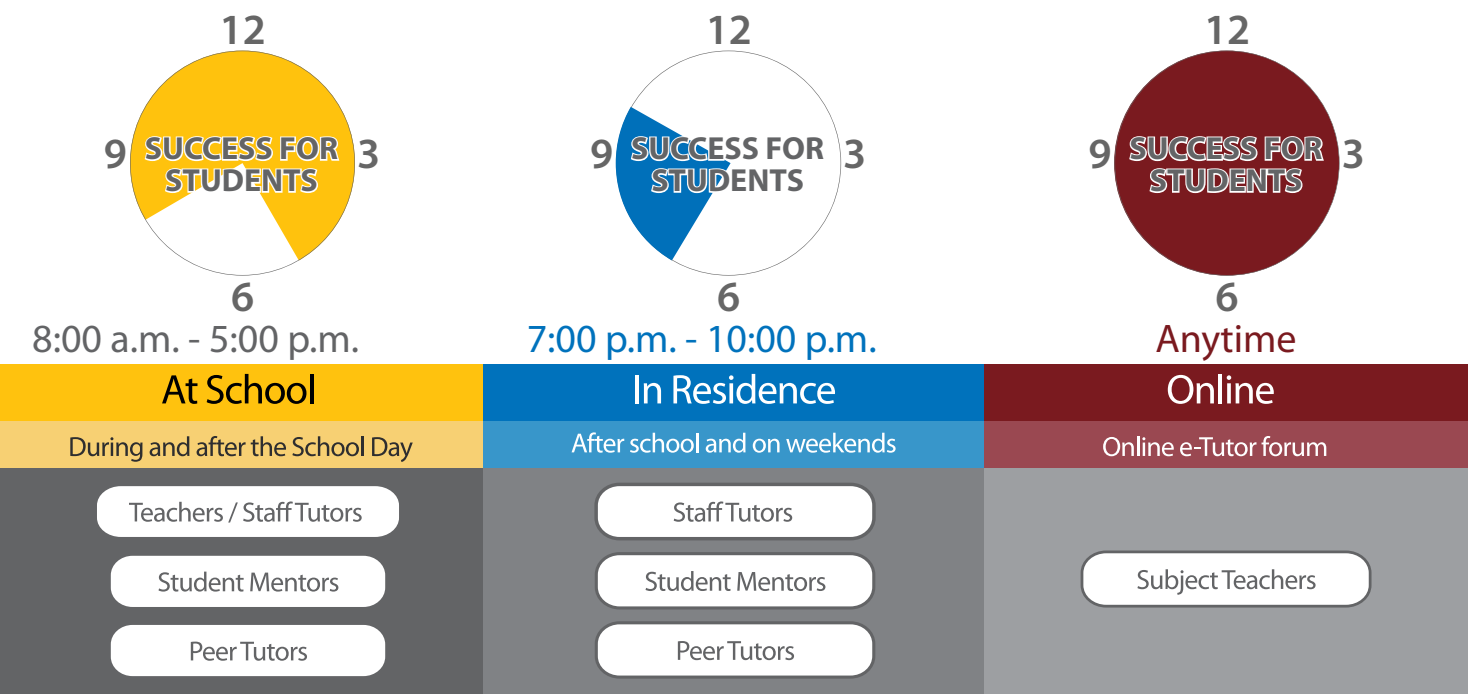 12
9
SUCCESS FOR
STUDENTS
3
6
8:00 a.m. - 5:00 p.m.
At School
During and after the School Day
Teachers / Staff Tutors
Student Mentors
Peer Tutors
12
9
SUCCESS FOR
STUDENTS
3
6
7:00 p.m. - 10:00 p.m.
In Residence
After school and on weekends
Staff Tutors
Student Mentors
Peer Tutors
12
9
SUCCESS FOR
STUDENTS
3
6
Anytime
Online
Online e-Tutor forum
Subject Teachers